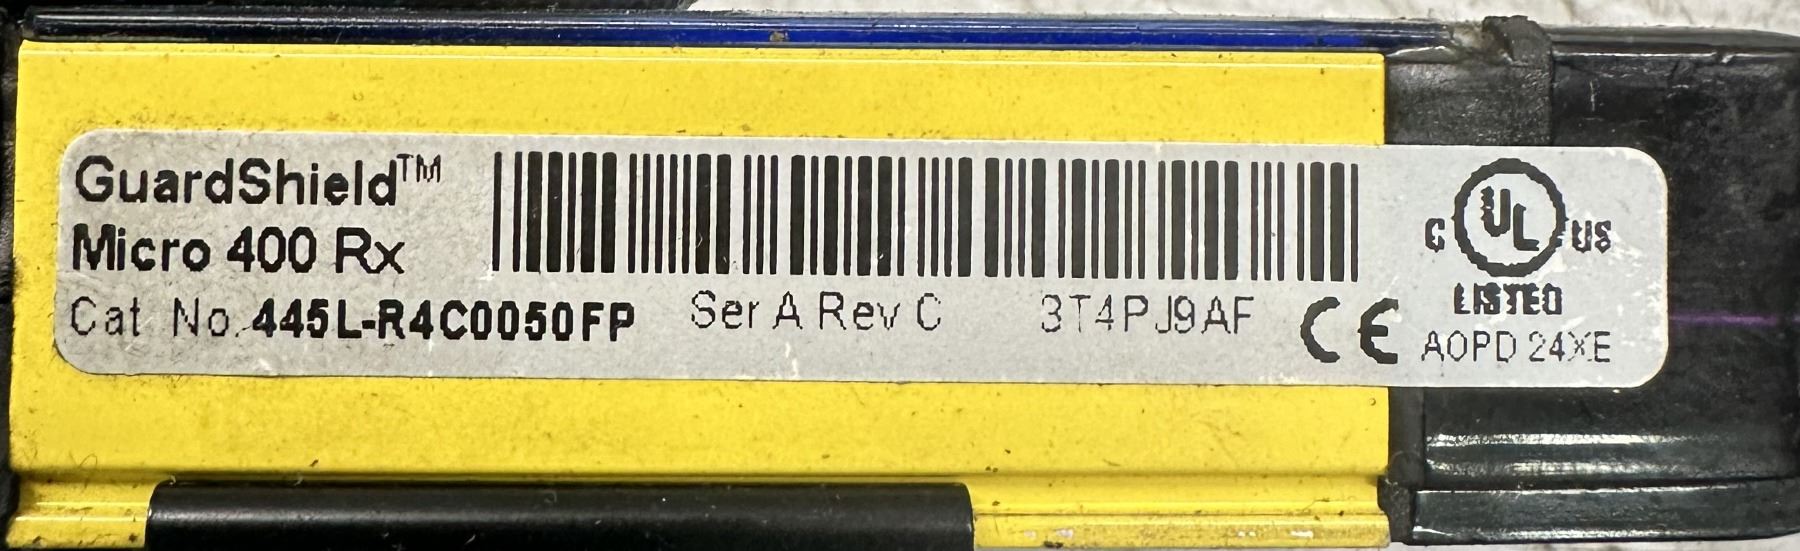 GuardShield™
Micro 400 Rx
Cat No. 445L-R4C0050FP Ser A Rev C 3T4PJ9AF
C UL US
LISTED
AOPD 24XE
CE